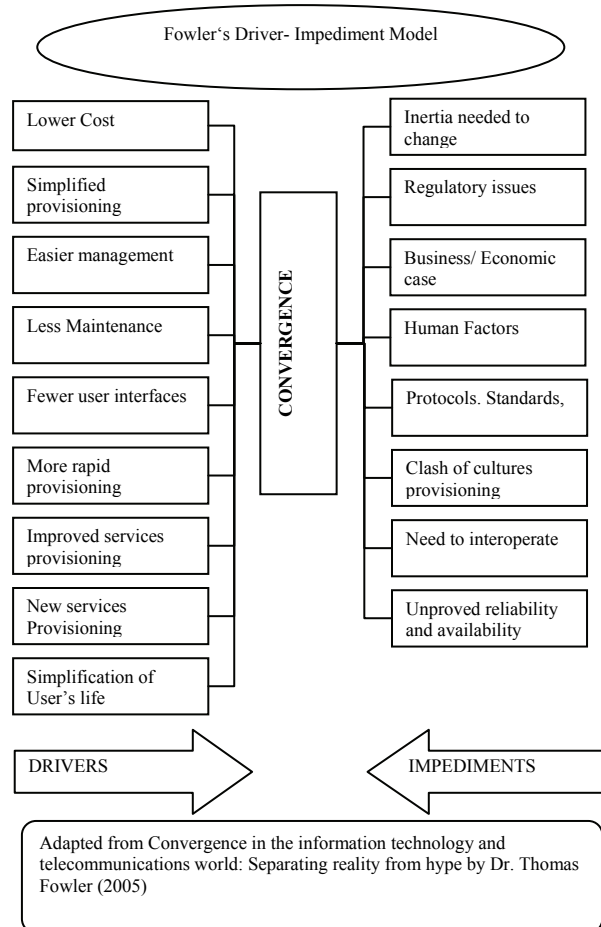 Fowler‘s Driver- Impediment Model
Lower Cost
Simplified
provisioning
Easier management
Less Maintenance
Fewer user interfaces
More rapid
provisioning
Improved services
provisioning
New services
Provisioning
Simplification of
User’s life
CONVERGENCE
Inertia needed to
change
Regulatory issues
Business/ Economic
case
Human Factors
Protocols. Standards,
Clash of cultures
provisioning
Need to interoperate
Unproved reliability
and availability
DRIVERS
IMPEDIMENTS
Adapted from Convergence in the information technology and
telecommunications world: Separating reality from hype by Dr. Thomas
Fowler (2005)